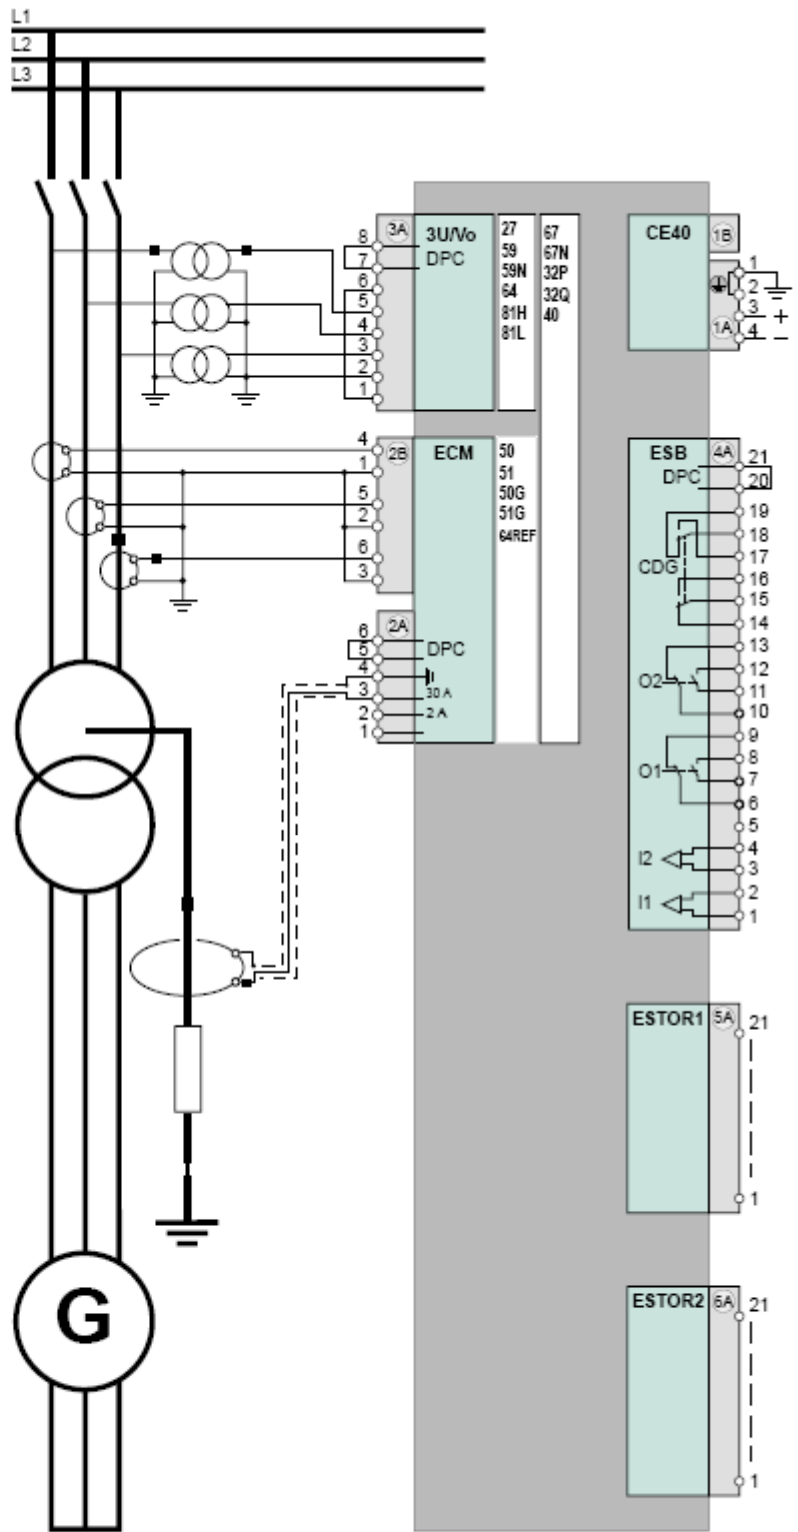 L1
L2
L3
3A
3U/Vo
DPC
8
7
6
5
4
3
2
1
27
59
59N
64
81H
81L
67
67N
32P
32Q
40
CE40
1B
1
2
3 +
1A
4 –
2B
ECM
4
1
5
2
6
3
50
51
50G
51G
64REF
2A
6
5
4
3
2
1
DPC
30 A
2 A
ESB
4A
DPC
CDG
O2
O1
I2
I1
21
20
19
18
17
16
15
14
13
12
11
10
9
8
7
6
5
4
3
2
1
ESTOR1
5A
21
1
G
ESTOR2
6A
21
1